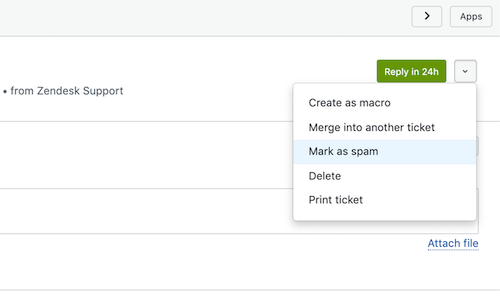 Apps
Reply in 24h
• from Zendesk Support
Create as macro
Merge into another ticket
Mark as spam
Delete
Print ticket
Attach file